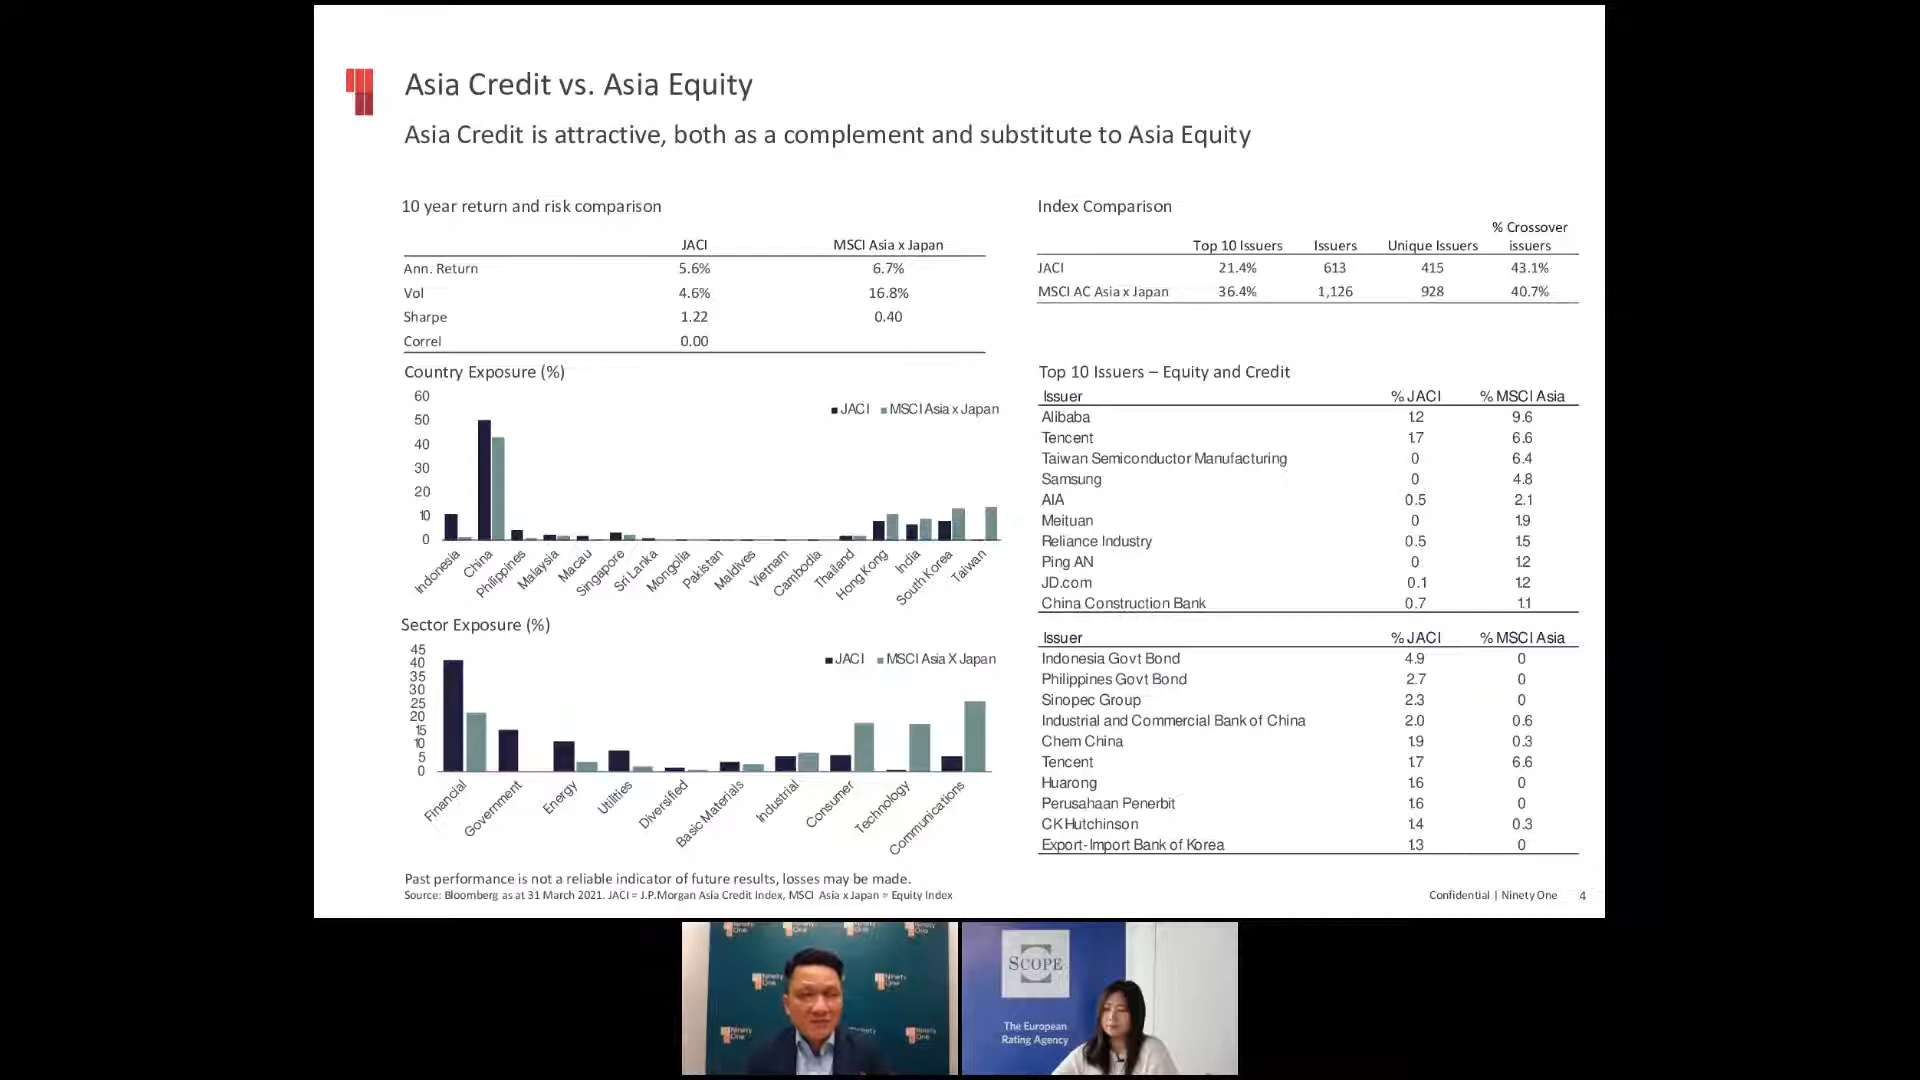 Asia Credit vs. Asia Equity
Asia Credit is attractive, both as a complement and substitute to Asia Equity
10 year return and risk comparison
JACI MSCI Asia x Japan
Ann. Return 5.6% 6.7%
Vol 4.6% 16.8%
Sharpe 1.22 0.40
Correl 0.00
Country Exposure (%)
JACI MSCI Asia x Japan
60
50
40
30
20
10
0
Indonesia China Philippines Malaysia Macau Singapore Sri Lanka Mongolia Pakistan Maldives Vietnam Cambodia Thailand Hong Kong India South Korea Taiwan
Sector Exposure (%)
JACI MSCI Asia X Japan
45
40
35
30
25
20
15
10
5
0
Financial Government Energy Utilities Diversified Basic Materials Industrial Consumer Technology Communications
Index Comparison
% Crossover
Top 10 Issuers Issuers Unique Issuers issuers
JACI 21.4% 613 415 43.1%
MSCI AC Asia x Japan 36.4% 1,126 928 40.7%
Top 10 Issuers – Equity and Credit
Issuer % JACI % MSCI Asia
Alibaba 1.2 9.6
Tencent 1.7 6.6
Taiwan Semiconductor Manufacturing 0 6.4
Samsung 0 4.8
AIA 0.5 2.1
Meituan 0 1.9
Reliance Industry 0.5 1.5
Ping AN 0 1.2
JD.com 0.1 1.2
China Construction Bank 0.7 1.1
Issuer % JACI % MSCI Asia
Indonesia Govt Bond 4.9 0
Philippines Govt Bond 2.7 0
Sinopec Group 2.3 0
Industrial and Commercial Bank of China 2.0 0.6
Chem China 1.9 0.3
Tencent 1.7 6.6
Huarong 1.6 0
Perusahaan Penerbit 1.6 0
CK Hutchinson 1.4 0.3
Export-Import Bank of Korea 1.3 0
Past performance is not a reliable indicator of future results, losses may be made.
Source: Bloomberg as at 31 March 2021. JACI = J.P.Morgan Asia Credit Index, MSCI Asia x Japan = Equity Index
Confidential | Ninety One 4
Ninety One
Ninety One
Ninety One
Ninety One
SCOPE
The European
Rating Agency